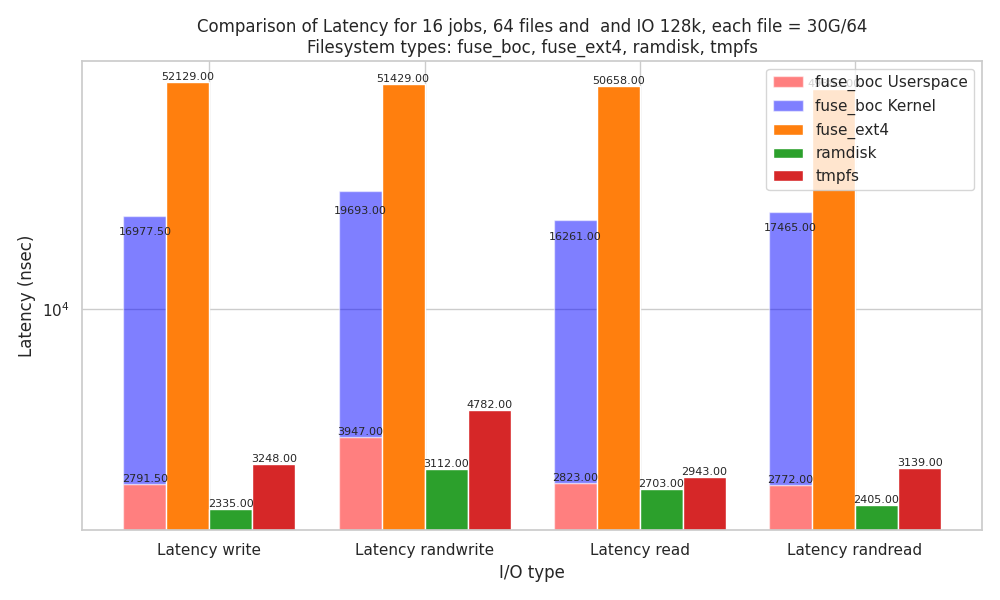 Comparison of Latency for 16 jobs, 64 files and  and IO 128k, each file = 30G/64
Filesystem types: fuse_boc, fuse_ext4, ramdisk, tmpfs
fuse_boc Userspace
fuse_boc Kernel
fuse_ext4
ramdisk
tmpfs
52129.00
51429.00
50658.00
16977.50
19693.00
16261.00
17465.00
2791.50
2335.00
3248.00
3947.00
3112.00
4782.00
2823.00
2703.00
2943.00
2772.00
2405.00
3139.00
Latency (nsec)
10⁴
Latency write
Latency randwrite
Latency read
Latency randread
I/O type